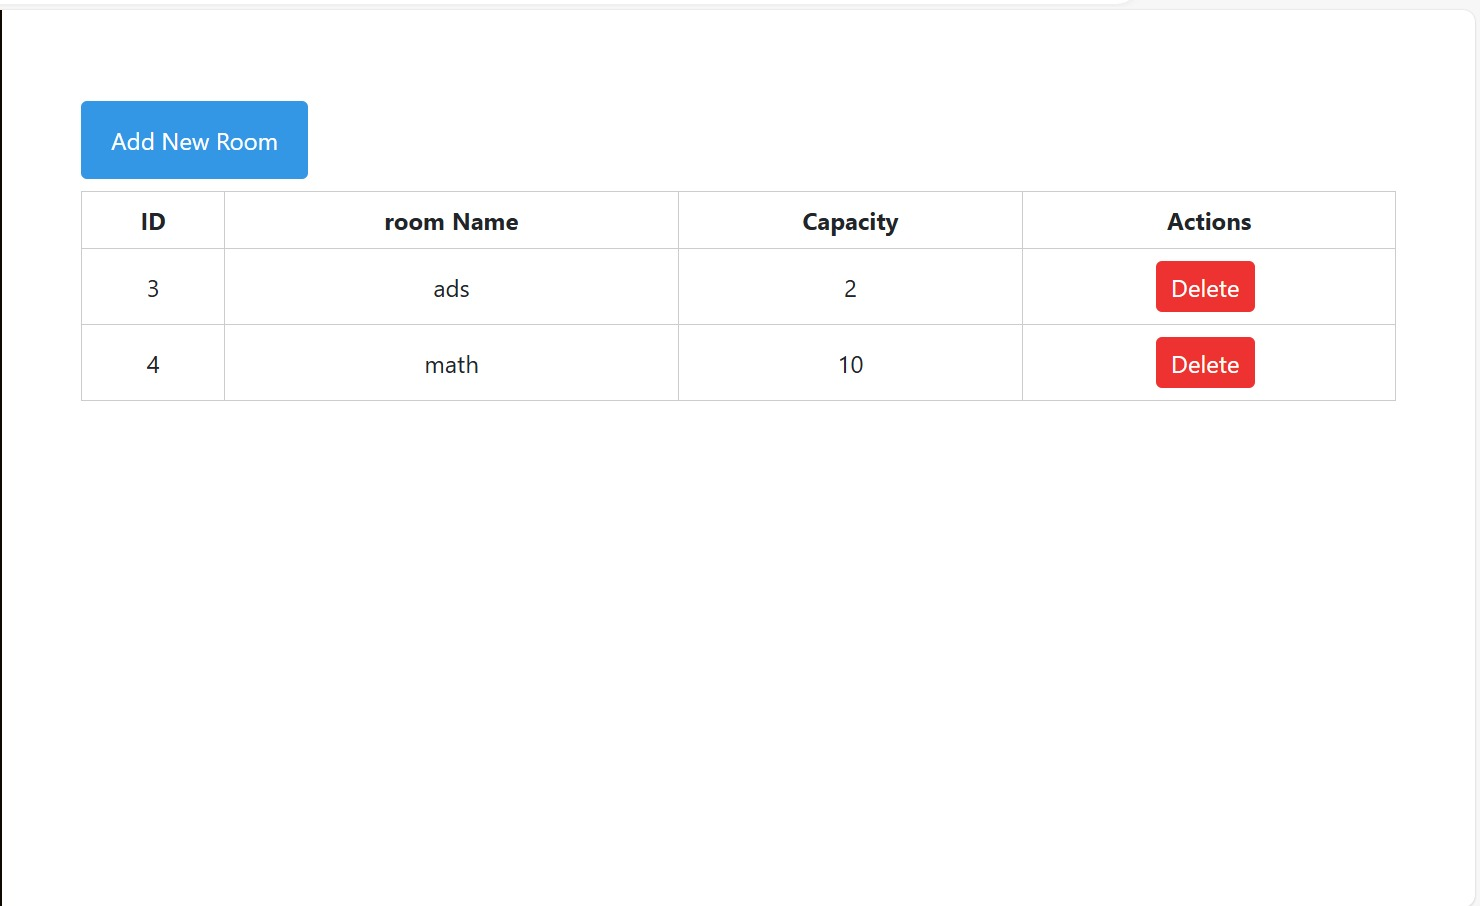 Add New Room
ID room Name Capacity Actions
3 ads 2 Delete
4 math 10 Delete